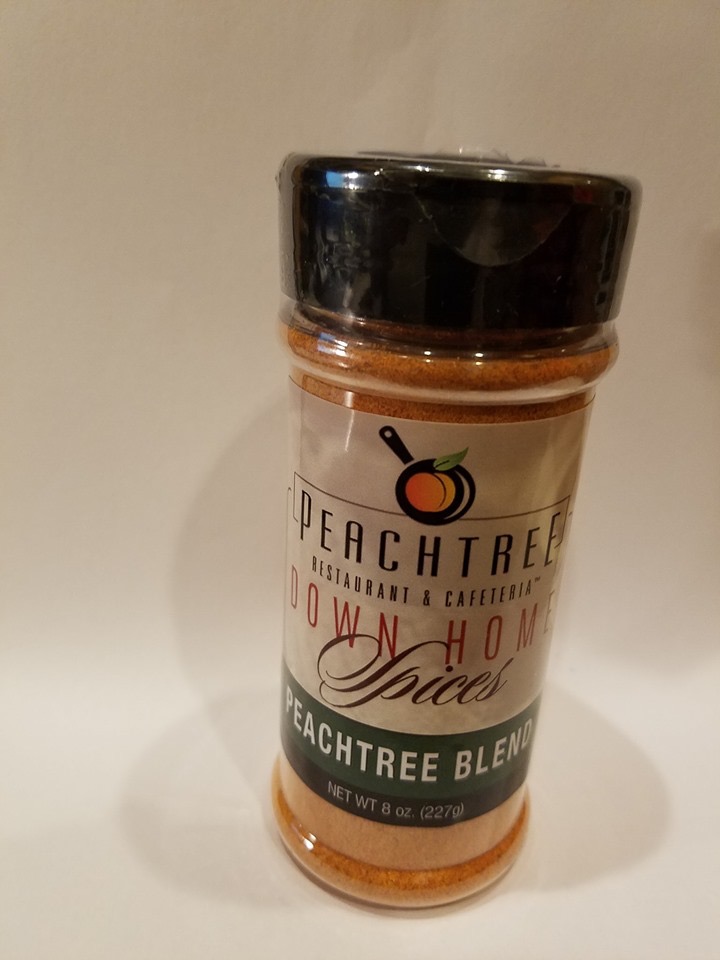 PEACHTREE
RESTAURANT & CAFETERIA™
DOWN HOME
Spices
PEACHTREE BLEND
NET WT 8 oz. (227g)